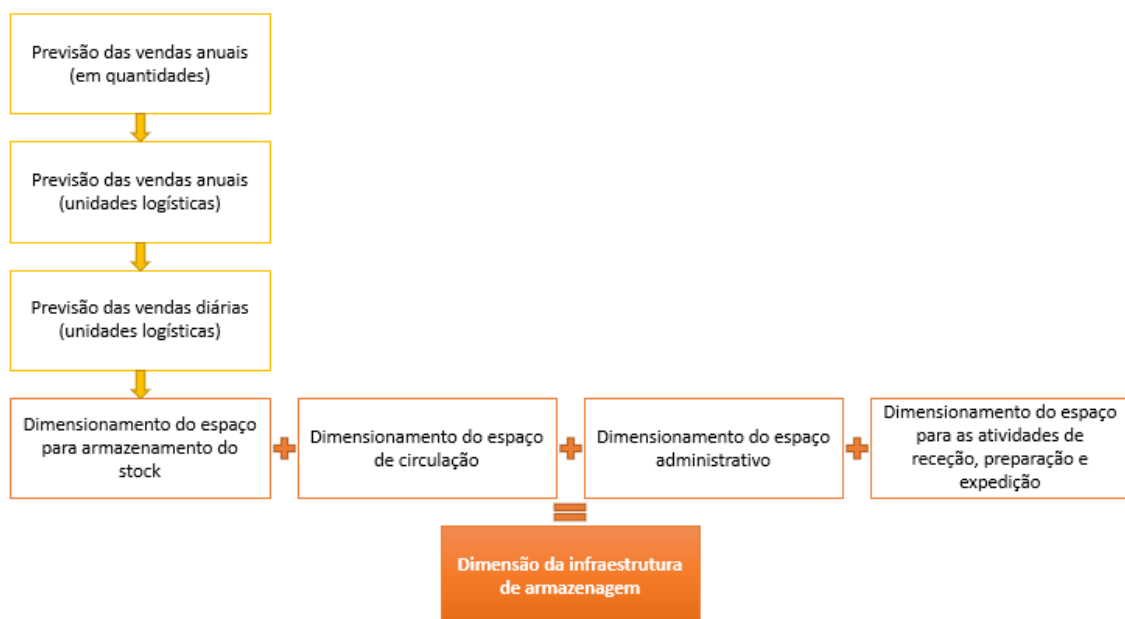 Previsão das vendas anuais
(em quantidades)
Previsão das vendas anuais
(unidades logísticas)
Previsão das vendas diárias
(unidades logísticas)
Dimensionamento do espaço
para armazenamento do
stock
Dimensionamento do espaço
de circulação
Dimensionamento do espaço
administrativo
Dimensionamento do espaço
para as atividades de
receção, preparação e
expedição
Dimensão da infraestrutura
de armazenagem